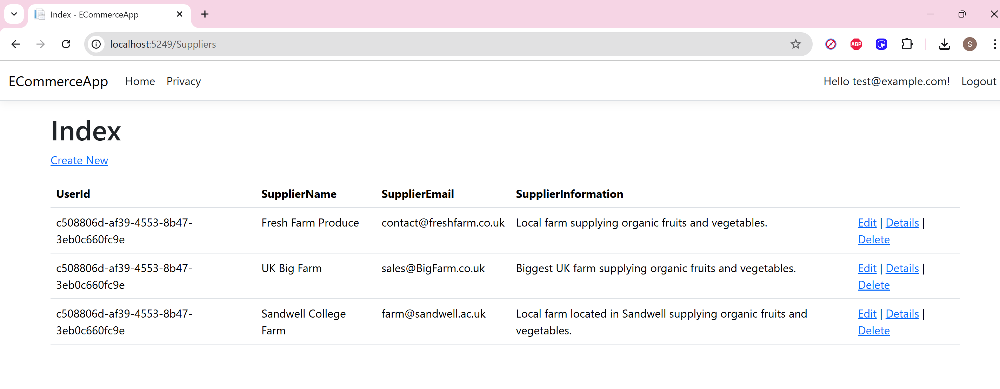 Index - ECommerceApp
localhost:5249/Suppliers
ABP
S
ECommerceApp Home Privacy Hello test@example.com! Logout
Index
Create New
UserId SupplierName SupplierEmail SupplierInformation
c508806d-af39-4553-8b47- Fresh Farm Produce contact@freshfarm.co.uk Local farm supplying organic fruits and vegetables. Edit | Details |
3eb0c660fc9e Delete
c508806d-af39-4553-8b47- UK Big Farm sales@BigFarm.co.uk Biggest UK farm supplying organic fruits and vegetables. Edit | Details |
3eb0c660fc9e Delete
c508806d-af39-4553-8b47- Sandwell College farm@sandwell.ac.uk Local farm located in Sandwell supplying organic fruits and Edit | Details |
3eb0c660fc9e Farm vegetables. Delete